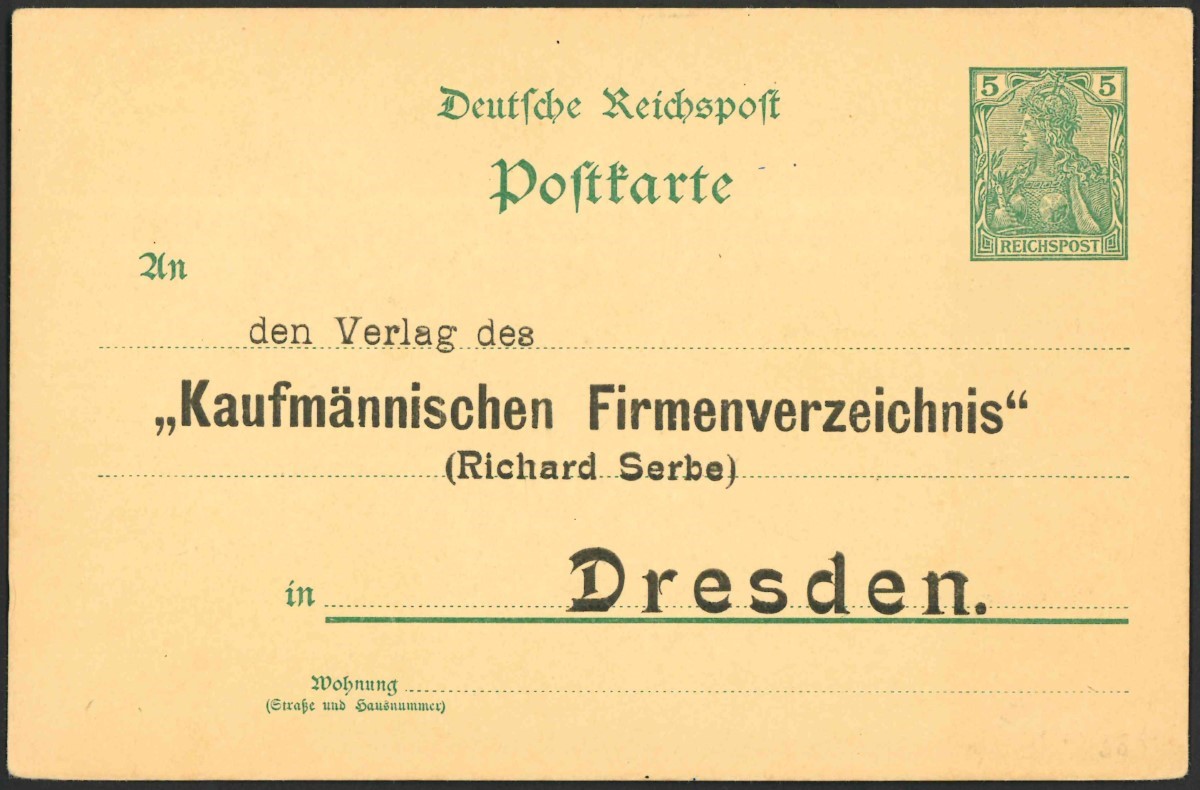 Deutsche Reichspost
Postkarte
5 5
REICHSPOST
An
den Verlag des
„Kaufmännischen Firmenverzeichnis“
(Richard Serbe)
in Dresden.
Wohnung
(Straße und Hausnummer)